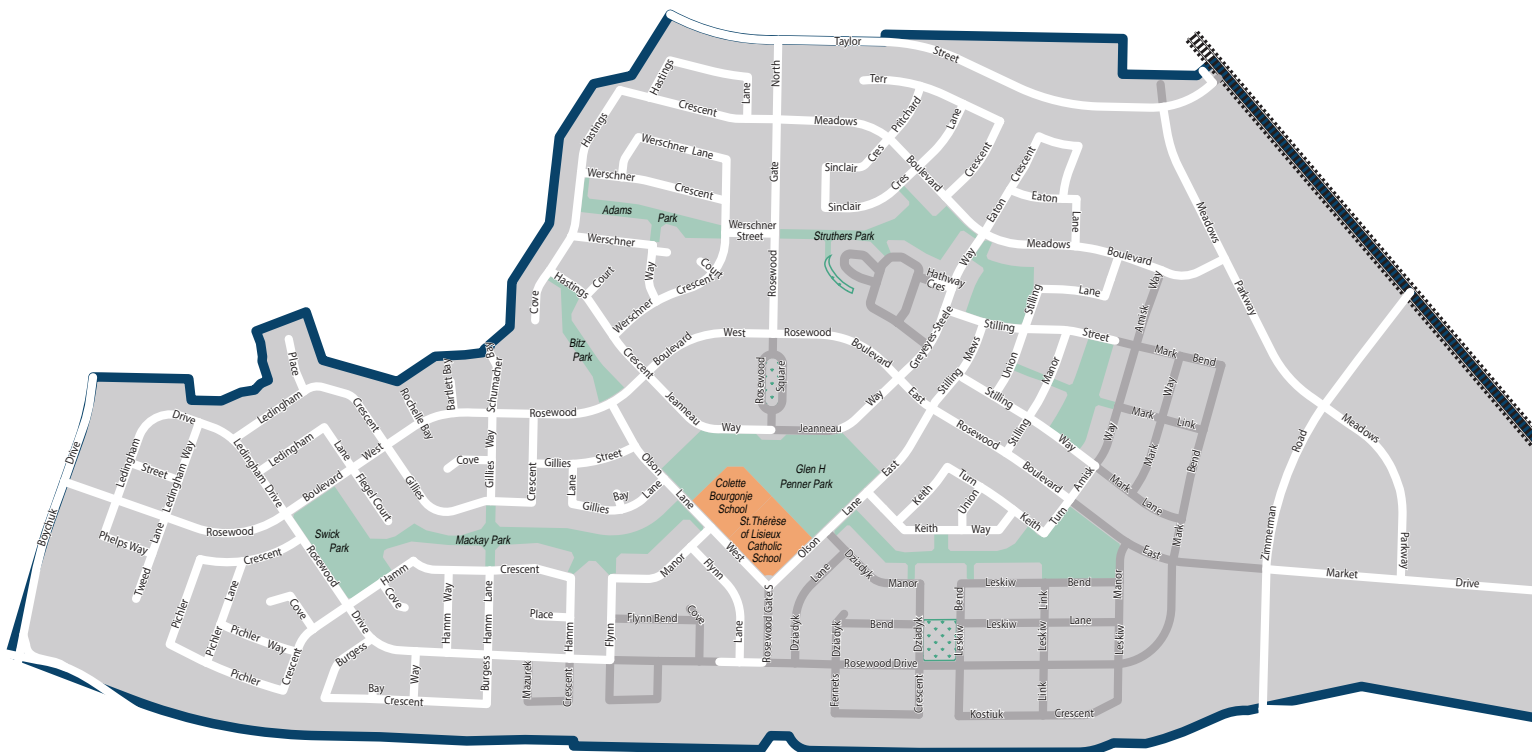 Taylor
Street
Hastings
Lane
North
Terr
Crescent
Meadows
Pritchard
Lane
Hastings
Cres
Boulevard
Crescent
Crescent
Werschner Lane
Sinclair
Cres
Gate
Werschner
Crescent
Eaton
Eaton
Lane
Sinclair
Adams
Park
Werschner
Street
Struthers Park
Meadows
Boulevard
Meadows
Parkway
Werschner
Way
Court
Crescent
Werschner
Hastings
Court
Cove
Rosewood
Way
Hathway
Cres
Greyeyes-Steele
Stilling
Lane
Amisk
Way
Stilling
Street
Mark
Bend
Bitz
Park
Crescent
Boulevard
West
Rosewood
Boulevard
Rosewood
Square
Mews
Stilling
Union
Manor
Way
Place
Ledingham
Crescent
Rochelle Bay
Bartlett Bay
Schumacher
Bay
Rosewood
Jeanneau
Way
Jeanneau
Way
East
Rosewood
Boulevard
Stilling
Stilling
Way
Way
Amisk
Mark
Link
Mark
Bend
Mark
Lane
Mark
Meadows
Parkway
Road
Zimmerman
Drive
Ledingham
Street
Ledingham Way
Ledingham Drive
Ledingham
Lane
West
Boulevard
Flegel Court
Gillies
Cove
Gillies Way
Crescent
Gillies
Street
Lane
Gillies
Bay
Lane
Olson
Lane
Glen H
Penner Park
Colette
Bourgonje
School
St.Thérèse
of Lisieux
Catholic
School
East
Lane
Olson
Keith
Turn
Union
Keith
Way
Keith
Turn
East
Drive
Boychuk
Phelps Way
Lane
Tweed
Rosewood
Crescent
Swick
Park
Mackay Park
Rosewood
Drive
Hamm
Cove
Crescent
Pichler
Lane
Pichler
Cove
Pichler Way
Crescent
Pichler
Burgess
Bay
Crescent
Way
Hamm Way
Hamm Lane
Burgess
Place
Hamm
Crescent
Mazurek
Flynn
Flynn Bend
Cove
Manor
Flynn
Lane
West
Rosewood Gate S
Dziadyk
Lane
Dziadyk
Manor
Bend
Dziadyk
Fernets
Dziadyk
Crescent
Rosewood Drive
Leskiw
Bend
Bend
Leskiw
Leskiw
Lane
Link
Leskiw
Link
Manor
Leskiw
Kostiuk
Crescent
Market
Drive